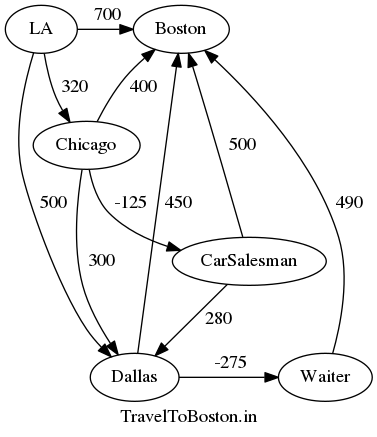 700
LA
Boston
320
400
Chicago
500
-125
450
500
490
300
CarSalesman
280
-275
Dallas
Waiter
TravelToBoston.in